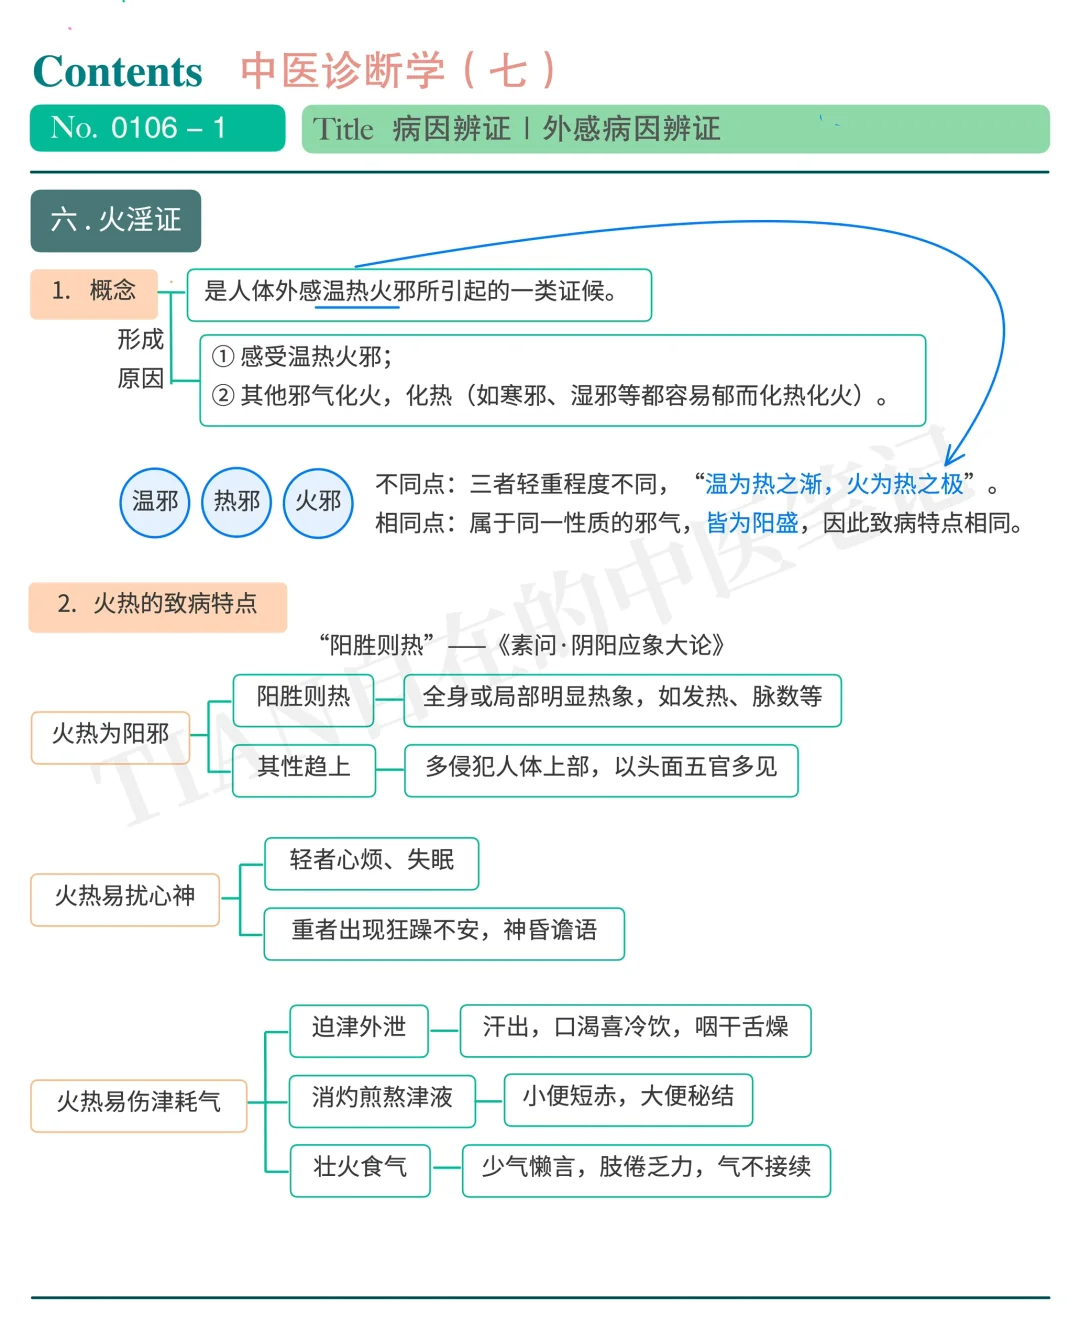 Contents 中医诊断学(七)
No. 0106 – 1
Title 病因辨证 | 外感病因辨证
六 . 火淫证
1. 概念
是人体外感温热火邪所引起的一类证候。
形成
原因
① 感受温热火邪;
② 其他邪气化火，化热（如寒邪、湿邪等都容易郁而化热化火）。
温邪 热邪 火邪
不同点：三者轻重程度不同，“温为热之渐，火为热之极”。
相同点：属于同一性质的邪气，皆为阳盛，因此致病特点相同。
2. 火热的致病特点
“阳胜则热” ——《素问·阴阳应象大论》
火热为阳邪
阳胜则热
全身或局部明显热象，如发热、脉数等
其性趋上
多侵犯人体上部，以头面五官多见
火热易扰心神
轻者心烦、失眠
重者出现狂躁不安，神昏谵语
火热易伤津耗气
迫津外泄
汗出，口渴喜冷饮，咽干舌燥
消灼煎熬津液
小便短赤，大便秘结
壮火食气
少气懒言，肢倦乏力，气不接续
TIAN自在的中医笔记